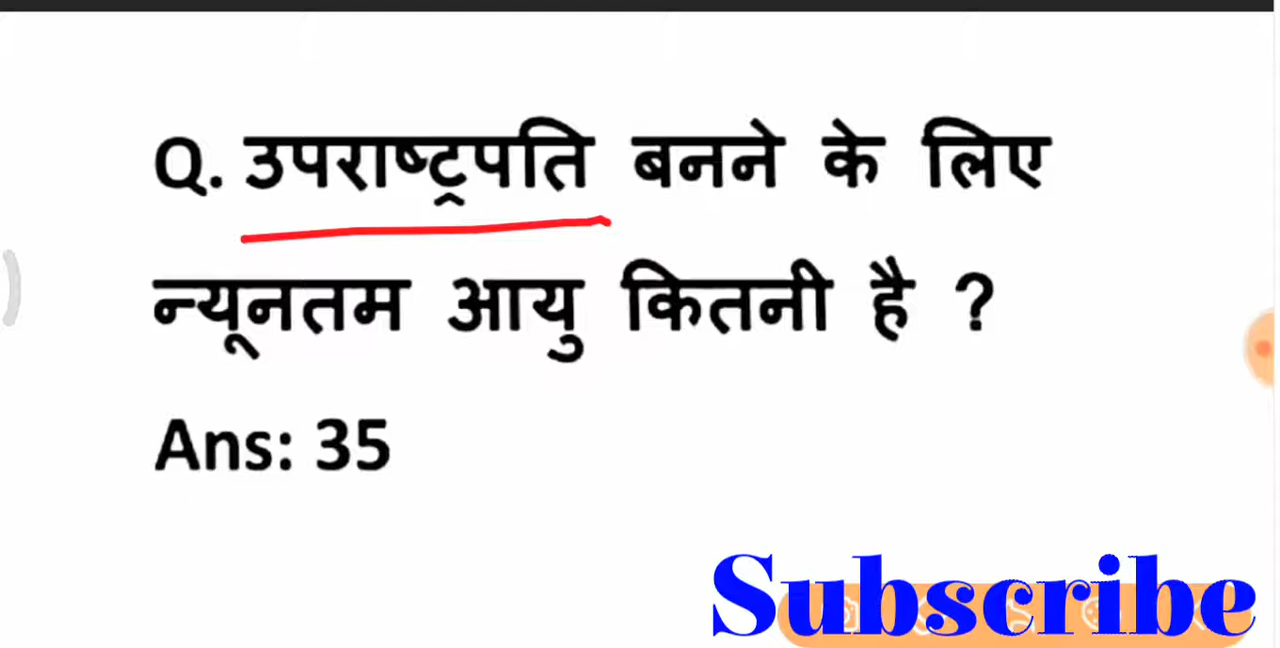 Q. उपराष्ट्रपति बनने के लिए
न्यूनतम आयु कितनी है ?
Ans: 35
Subscribe